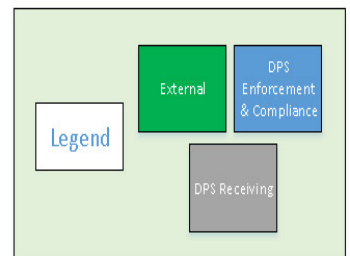 External
DPS
Enforcement
& Compliance
Legend
DPS Receiving